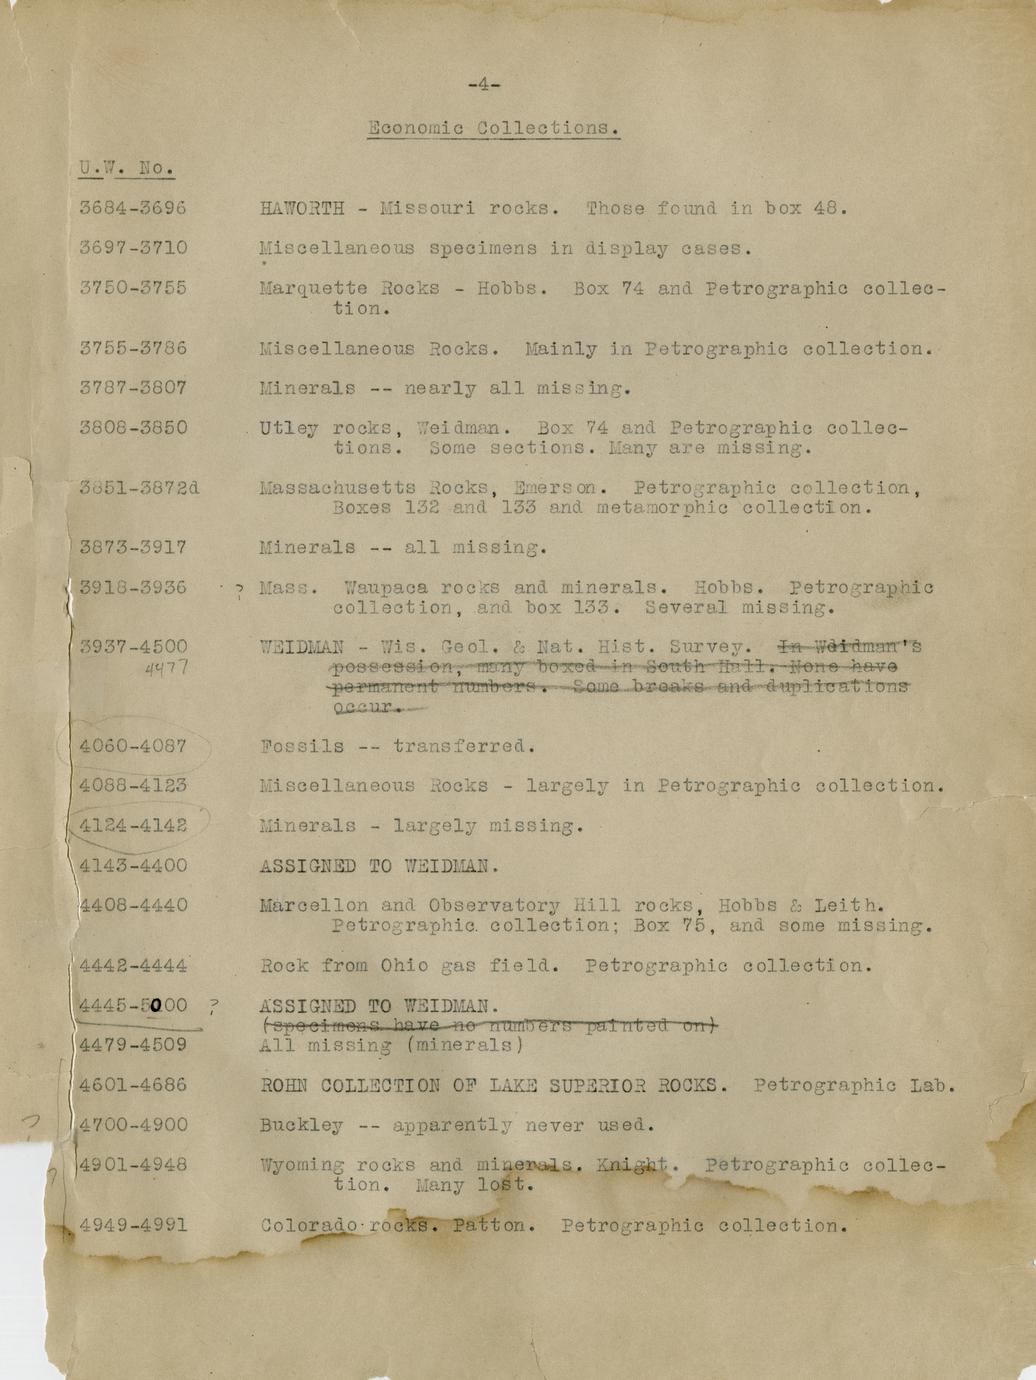 -4-
Economic Collections.
U.W. No.
3684-3696 HAWORTH - Missouri rocks. Those found in box 48.
3697-3710 Miscellaneous specimens in display cases.
3750-3755 Marquette Rocks - Hobbs. Box 74 and Petrographic collec-
tion.
3755-3786 Miscellaneous Rocks. Mainly in Petrographic collection.
3787-3807 Minerals -- nearly all missing.
3808-3850 Utley rocks, Weidman. Box 74 and Petrographic collec-
tions. Some sections. Many are missing.
3851-3872d Massachusetts Rocks, Emerson. Petrographic collection,
Boxes 132 and 133 and metamorphic collection.
3873-3917 Minerals -- all missing.
3918-3936 ? Mass. Waupaca rocks and minerals. Hobbs. Petrographic
collection, and box 133. Several missing.
3937-4500 WEIDMAN - Wis. Geol. & Nat. Hist. Survey. In Weidman's
4477 possession, many boxed in South Hall. None have
permanent numbers. Some breaks and duplications
occur.
4060-4087 Fossils -- transferred.
4088-4123 Miscellaneous Rocks - largely in Petrographic collection.
4124-4142 Minerals - largely missing.
4143-4400 ASSIGNED TO WEIDMAN.
4408-4440 Marcellon and Observatory Hill rocks, Hobbs & Leith.
Petrographic collection; Box 75, and some missing.
4442-4444 Rock from Ohio gas field. Petrographic collection.
4445-5000 ? ASSIGNED TO WEIDMAN.
(specimens have no numbers painted on)
4479-4509 All missing (minerals)
4601-4686 ROHN COLLECTION OF LAKE SUPERIOR ROCKS. Petrographic Lab.
? 4700-4900 Buckley -- apparently never used.
4901-4948 Wyoming rocks and minerals. Knight. Petrographic collec-
tion. Many lost.
4949-4991 Colorado rocks. Patton. Petrographic collection.